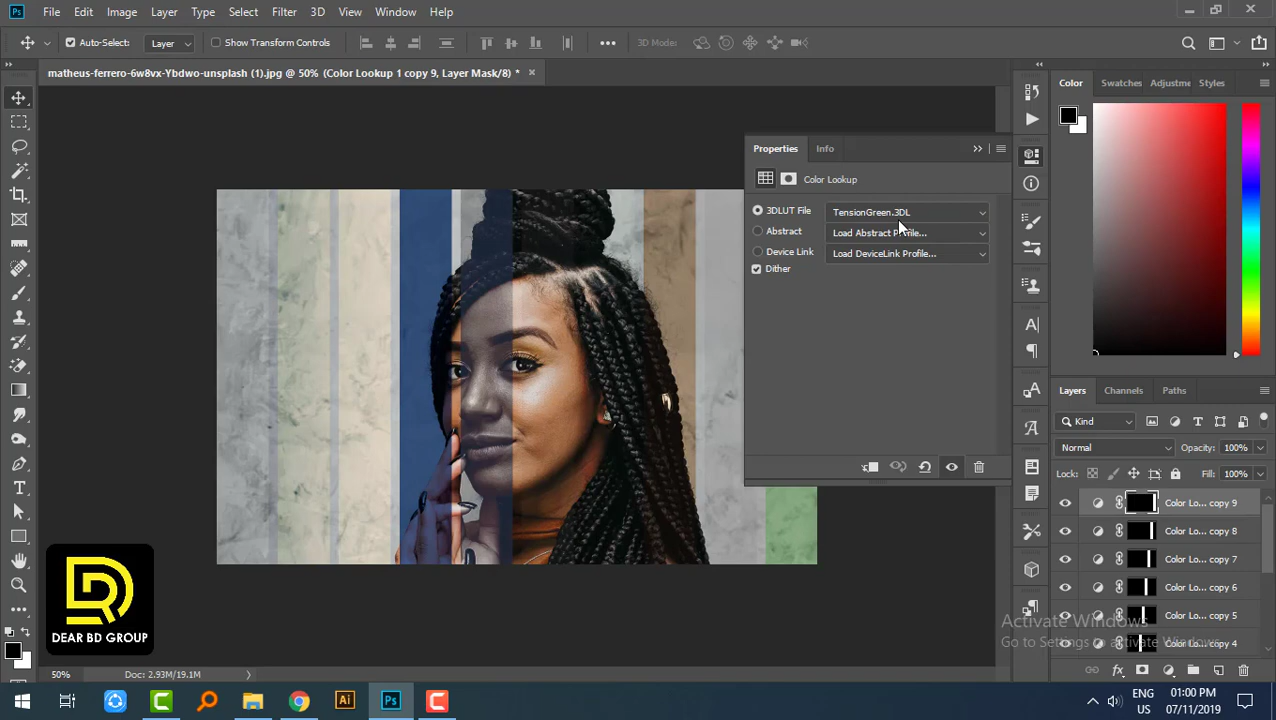 Ps File Edit Image Layer Type Select Filter 3D View Window Help
Auto-Select: Layer Show Transform Controls 3D Mode:
matheus-ferrero-6w8vx-Ybdwo-unsplash (1).jpg @ 50% (Color Lookup 1 copy 9, Layer Mask/8) *
Color Swatches Adjustme Styles
Properties Info
Color Lookup
3DLUT File TensionGreen.3DL
Abstract Load Abstract Profile...
Device Link Load DeviceLink Profile...
Dither
Layers Channels Paths
Kind
Normal Opacity: 100%
Lock: Fill: 100%
Color Lo... copy 9
Color Lo... copy 8
Color Lo... copy 7
Color Lo... copy 6
Color Lo... copy 5
Color Lo... copy 4
Activate Windows
Go to Settings to activate Windows.
DEAR BD GROUP
50% Doc: 2.93M/19.1M
Ai Ps
ENG 01:00 PM
US 07/11/2019